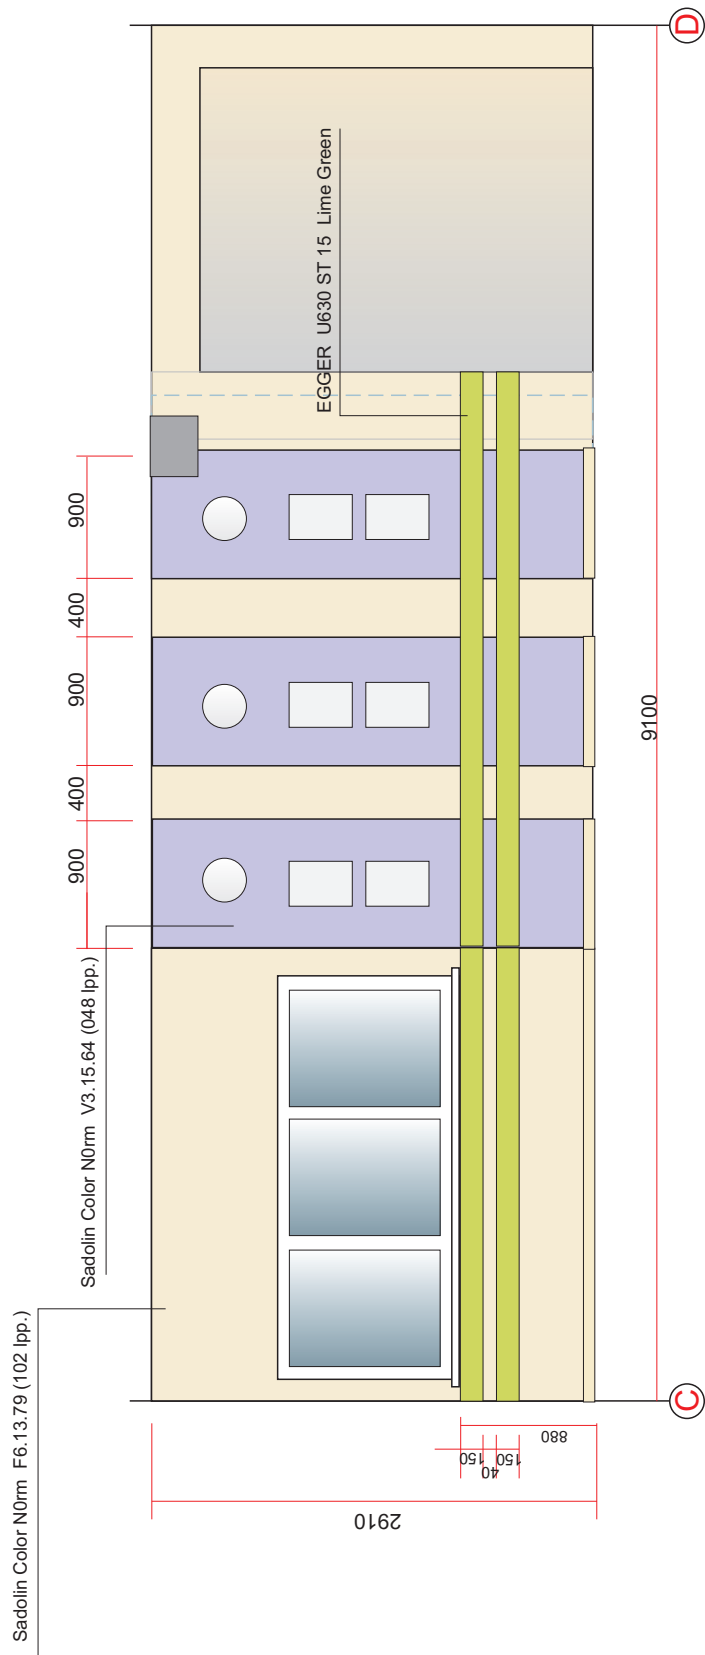 Sadolin Color N0rm F6.13.79 (102 lpp.)
Sadolin Color N0rm V3.15.64 (048 lpp.)
EGGER U630 ST 15 Lime Green
900
400
900
400
900
9100
2910
150
40
150
880
C
D